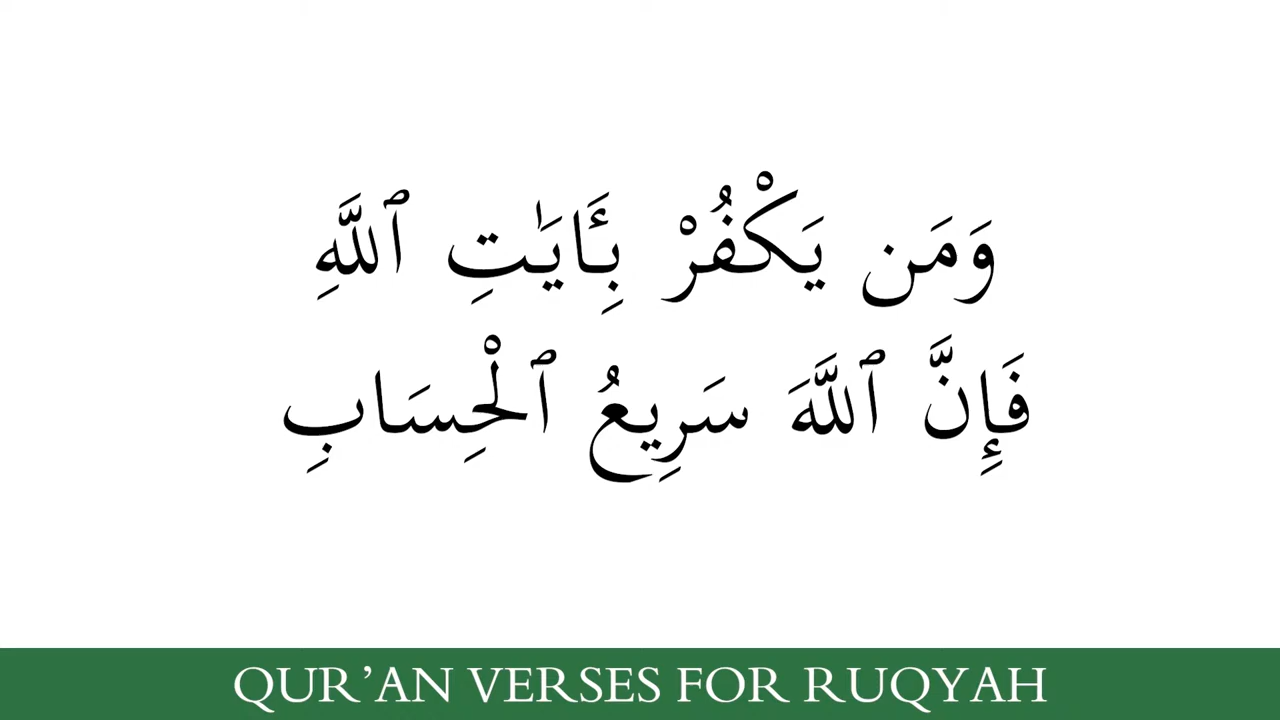 وَمَن يَكْفُرْ بِـَٔايَـٰتِ ٱللَّهِ
فَإِنَّ ٱللَّهَ سَرِيعُ ٱلْحِسَابِ
QUR’AN VERSES FOR RUQYAH